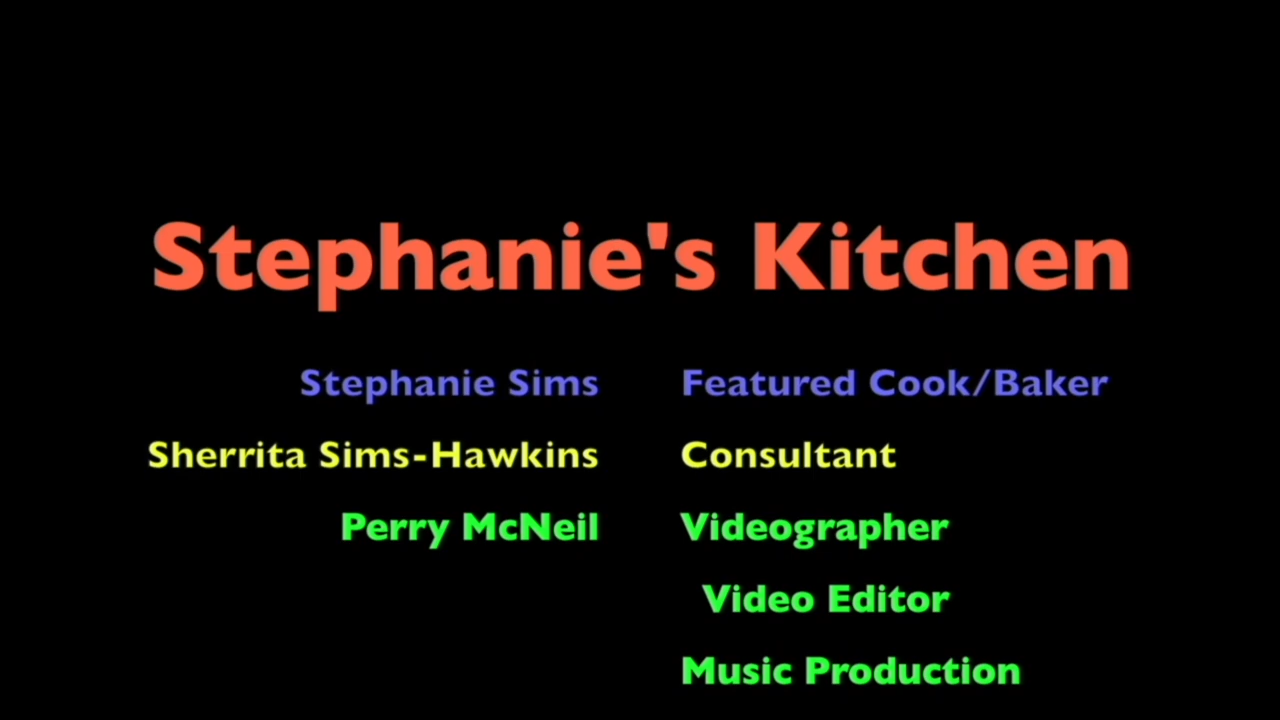 Stephanie's Kitchen
Stephanie Sims Featured Cook/Baker
Sherrita Sims-Hawkins Consultant
Perry McNeil Videographer
Video Editor
Music Production